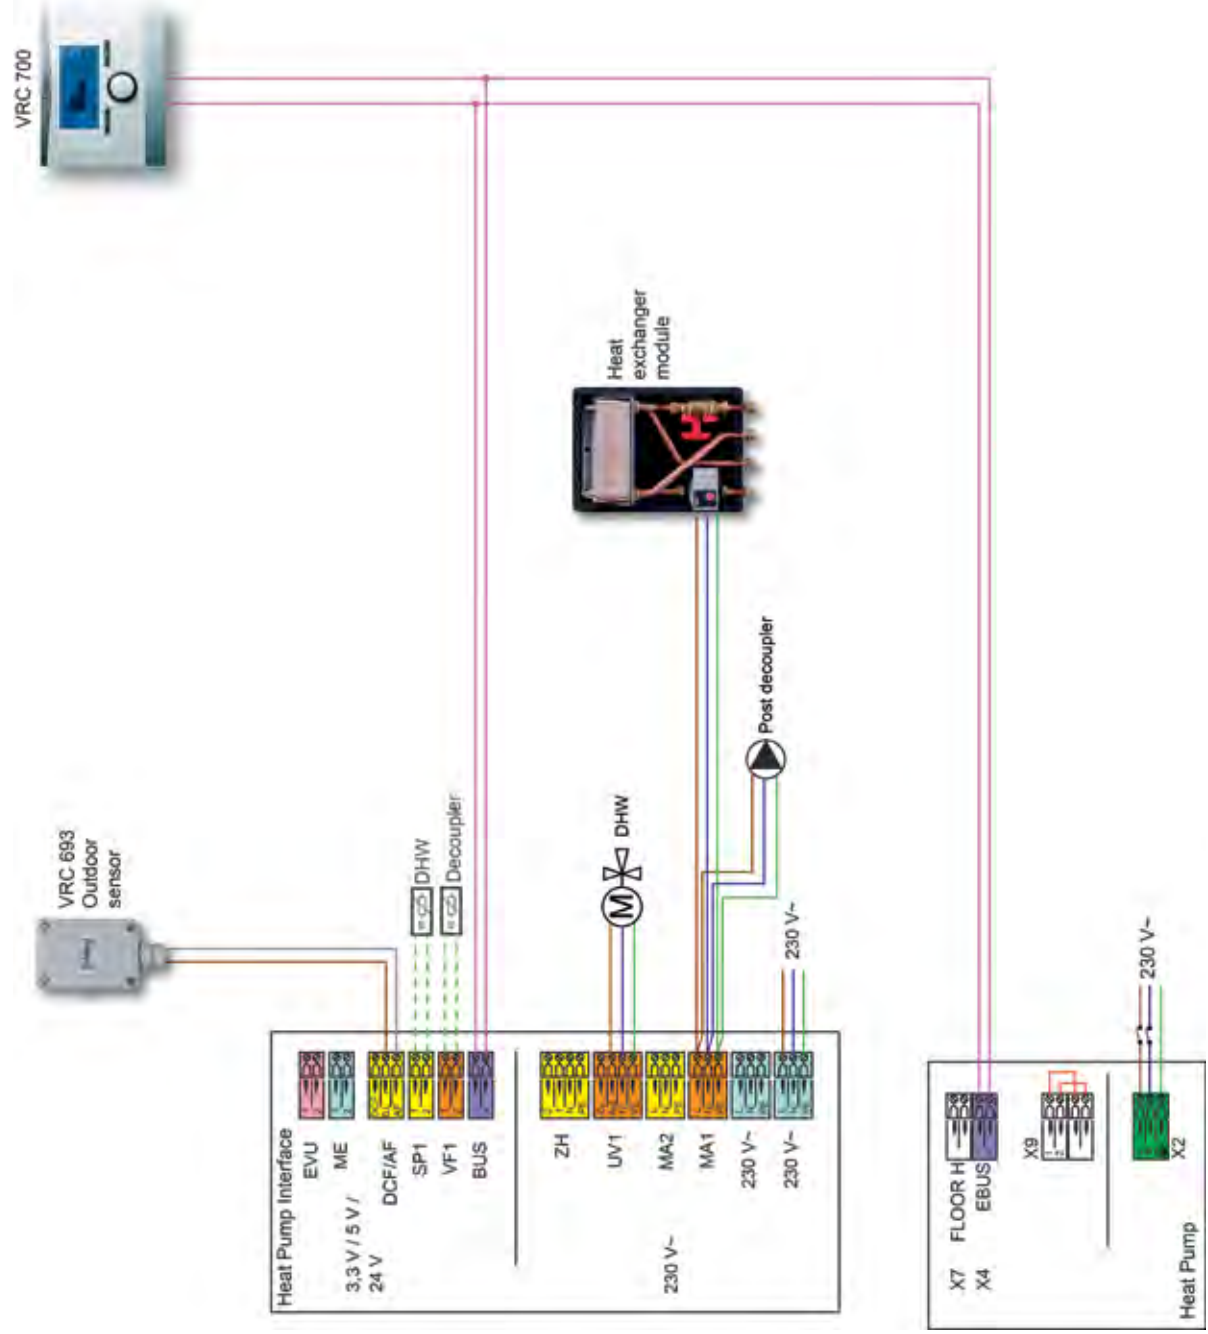 VRC 700
VRC 693
Outdoor
sensor
Heat
exchanger
module
DHW
Decoupler
M
DHW
Post decoupler
230 V~
Heat Pump Interface
EVU
ME
3,3 V / 5 V /
24 V
DCF/AF
SP1
VF1
BUS
ZH
UV1
MA2
MA1
230 V~
230 V~
230 V~
X7 FLOOR H
X4 EBUS
X9
1
2
X2
230 V~
Heat Pump